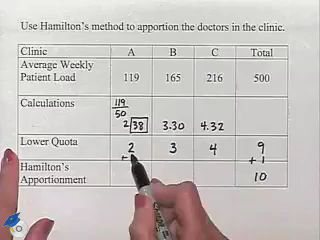 Use Hamilton's method to apportion the doctors in the clinic.
Clinic A B C Total
Average Weekly
Patient Load 119 165 216 500
Calculations 119
50
2 38 3.30 4.32
Lower Quota 2 3 4 9
+ + 1
Hamilton's
Apportionment 10